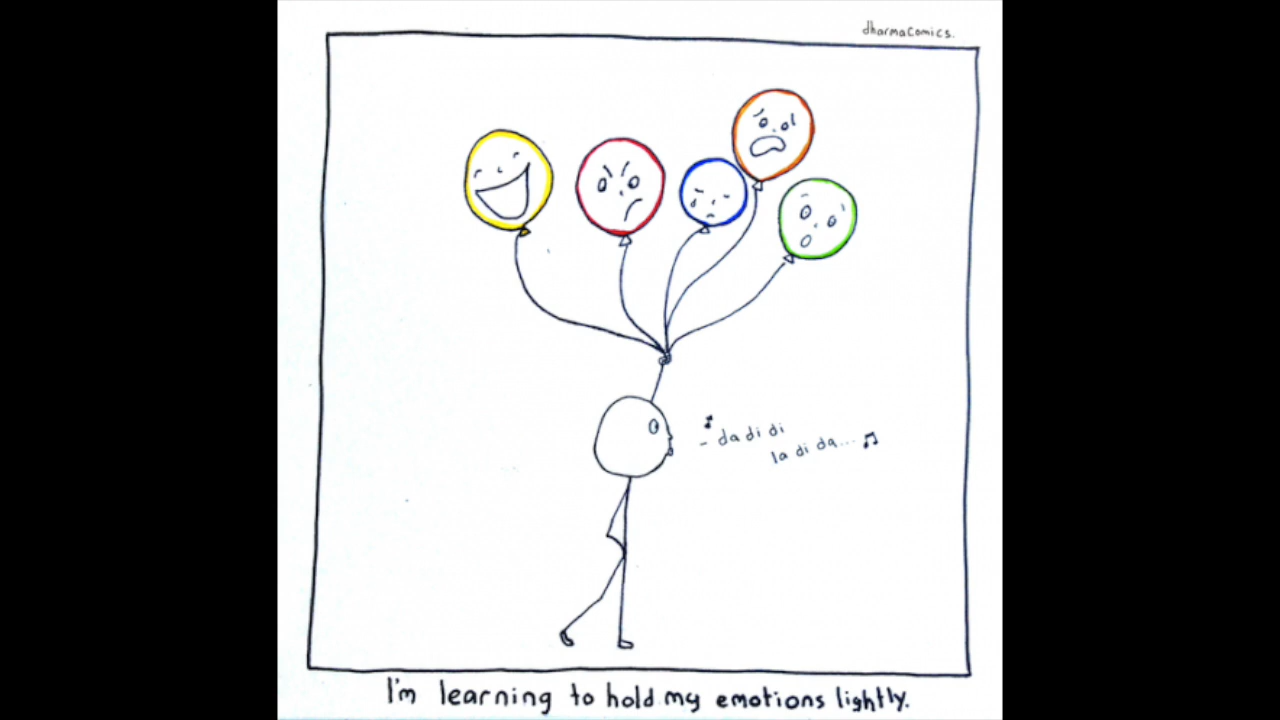 dharmacomics.
- da di di
la di da...
I'm learning to hold my emotions lightly.